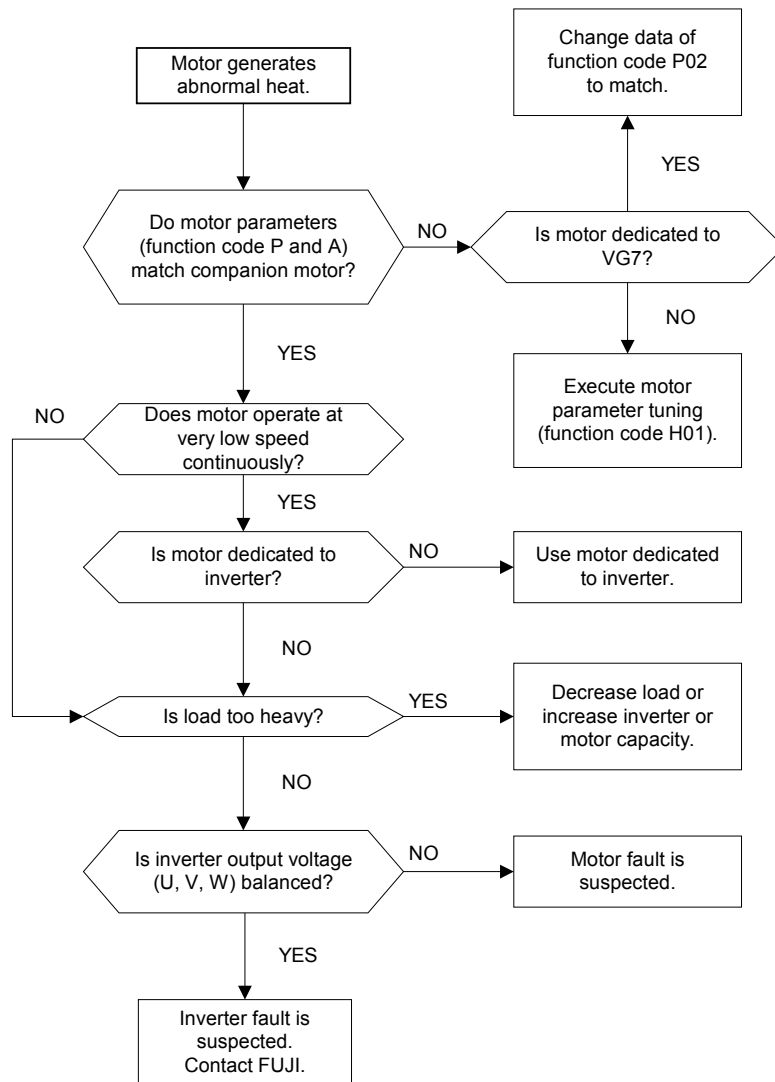 Motor generates
abnormal heat.
Change data of
function code P02
to match.
YES
Do motor parameters
(function code P and A)
match companion motor?
NO
Is motor dedicated to
VG7?
NO
YES
Execute motor
parameter tuning
(function code H01).
NO
Does motor operate at
very low speed
continuously?
YES
Is motor dedicated to
inverter?
NO
Use motor dedicated
to inverter.
NO
Is load too heavy?
YES
Decrease load or
increase inverter or
motor capacity.
NO
Is inverter output voltage
(U, V, W) balanced?
NO
Motor fault is
suspected.
YES
Inverter fault is
suspected.
Contact FUJI.